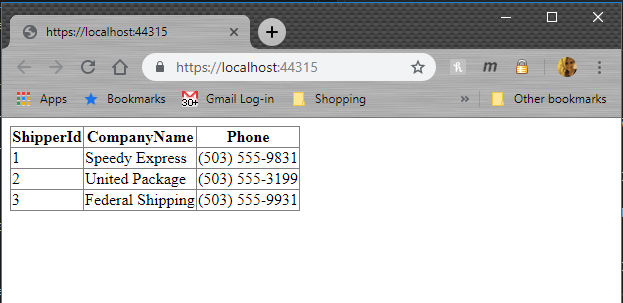 https://localhost:44315
https://localhost:44315
m
Apps Bookmarks 30+ Gmail Log-in Shopping » Other bookmarks
ShipperId CompanyName Phone
1 Speedy Express (503) 555-9831
2 United Package (503) 555-3199
3 Federal Shipping (503) 555-9931